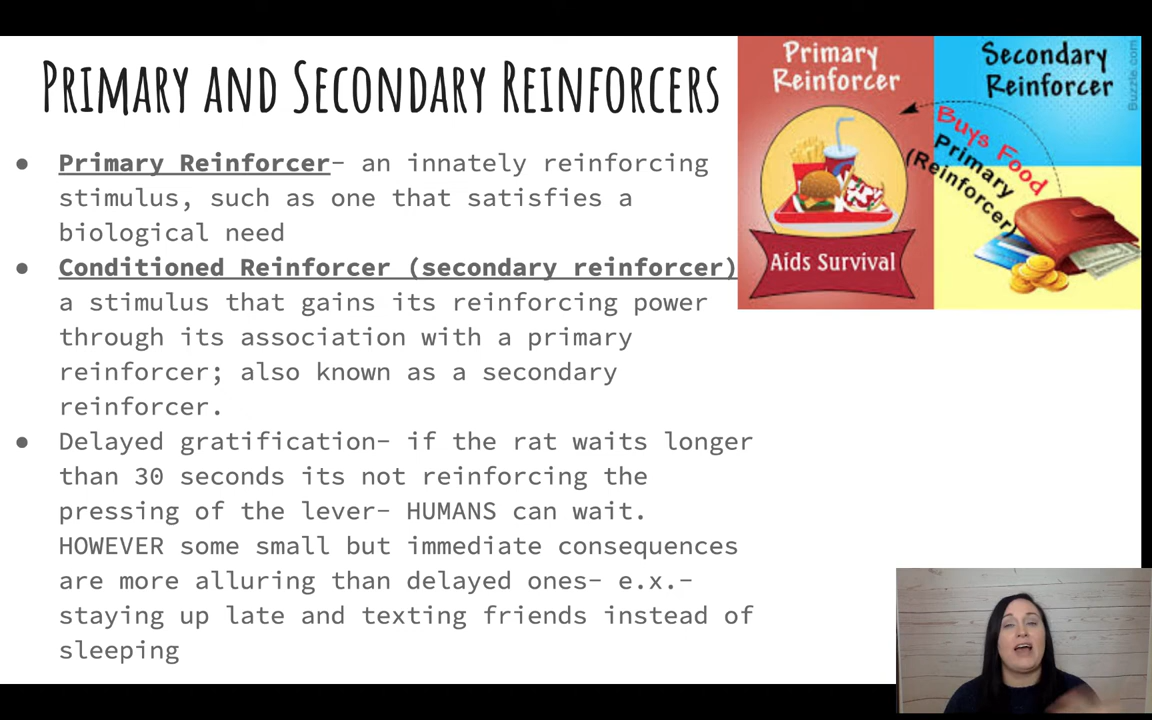 PRIMARY AND SECONDARY REINFORCERS
● Primary Reinforcer- an innately reinforcing
stimulus, such as one that satisfies a
biological need
● Conditioned Reinforcer (secondary reinforcer)
a stimulus that gains its reinforcing power
through its association with a primary
reinforcer; also known as a secondary
reinforcer.
● Delayed gratification- if the rat waits longer
than 30 seconds its not reinforcing the
pressing of the lever- HUMANS can wait.
HOWEVER some small but immediate consequences
are more alluring than delayed ones- e.x.-
staying up late and texting friends instead of
sleeping
Primary
Reinforcer
Aids Survival
Secondary
Reinforcer
Buys Food
Primary
(Reinforcer)
Buzzle.com